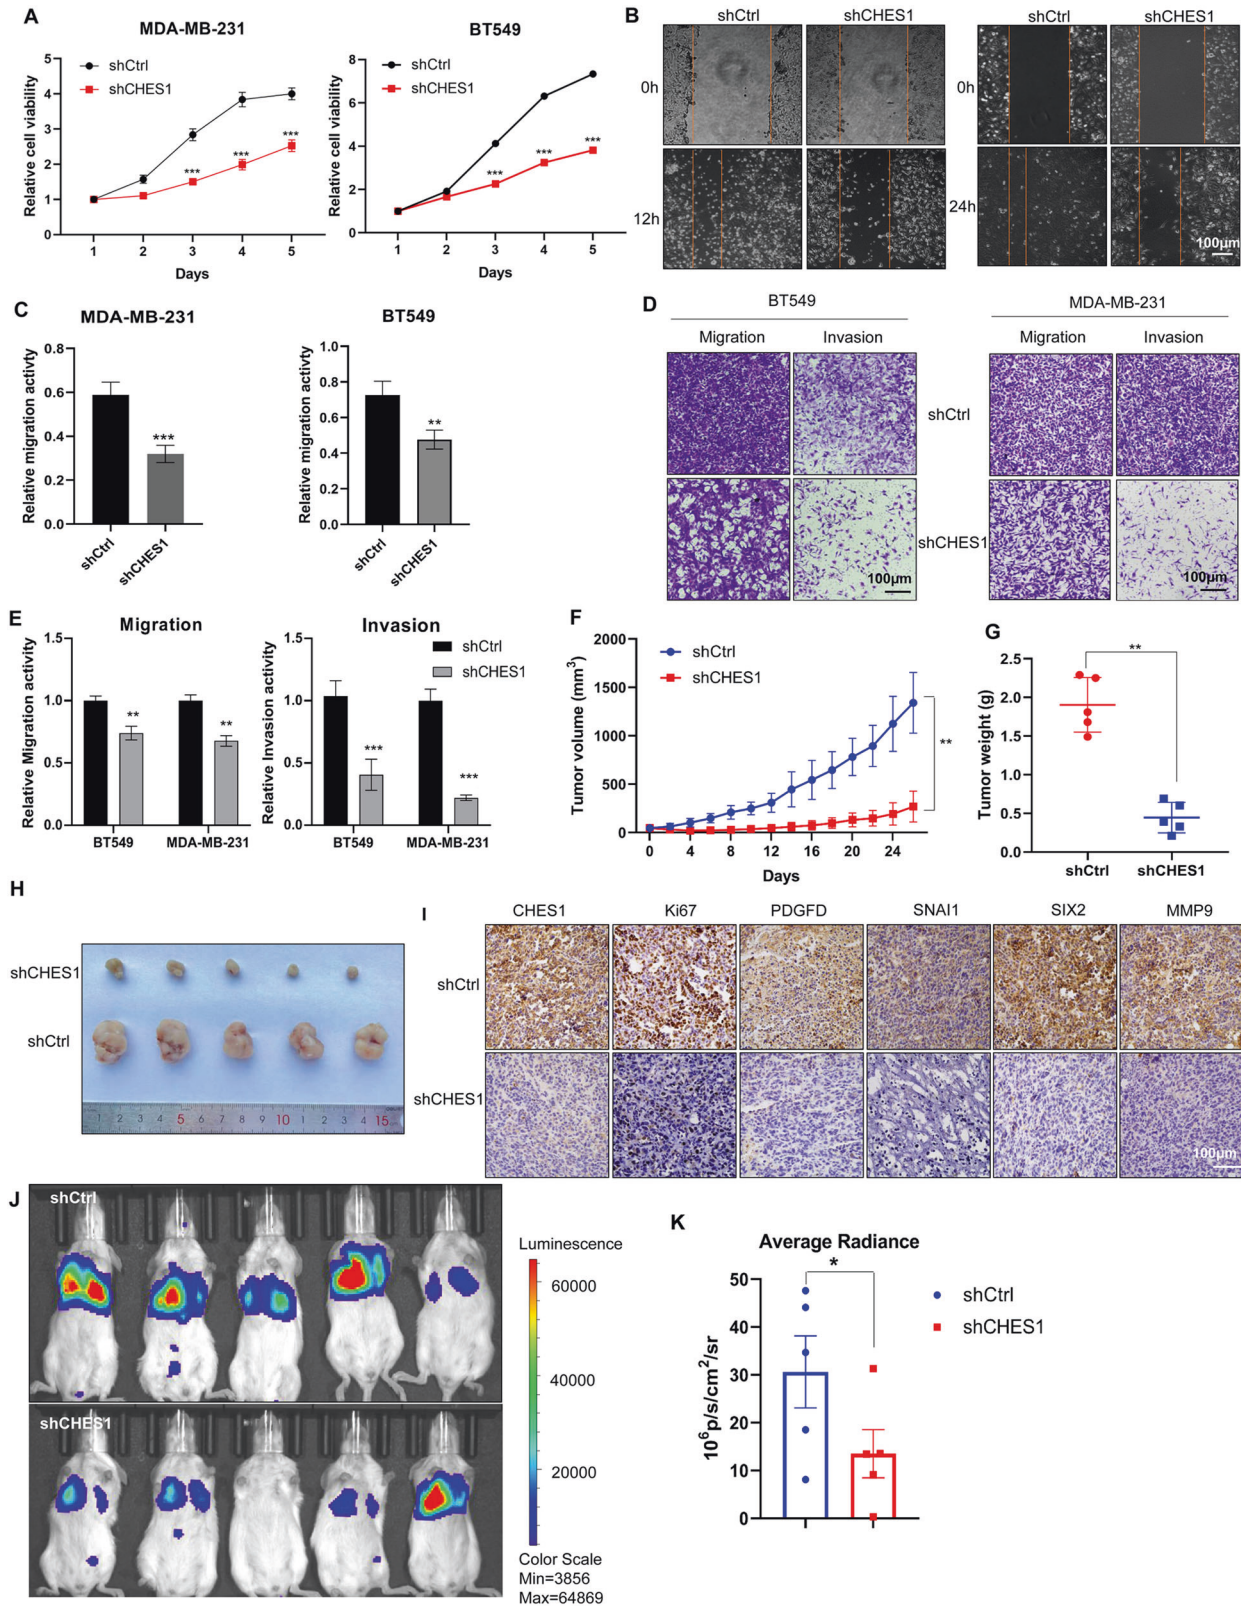 A
MDA-MB-231
shCtrl
shCHES1
Relative cell viability
5
4
3
2
1
0
1 2 3 4 5
Days
***
***
***
BT549
shCtrl
shCHES1
Relative cell viability
8
6
4
2
0
1 2 3 4 5
Days
***
***
***
B
shCtrl shCHES1
0h
12h
shCtrl shCHES1
0h
24h
100μm
C
MDA-MB-231
Relative migration activty
0.8
0.6
0.4
0.2
0.0
***
shCtrl
shCHES1
BT549
Relative migration activty
1.0
0.8
0.6
0.4
0.2
0.0
**
shCtrl
shCHES1
D
BT549
Migration Invasion
MDA-MB-231
Migration Invasion
shCtrl
shCHES1
100μm
100μm
E
Migration
Relative Migration activity
1.5
1.0
0.5
0.0
**
**
BT549 MDA-MB-231
Invasion
shCtrl
shCHES1
Relative Invasion activity
1.5
1.0
0.5
0.0
***
***
BT549 MDA-MB-231
F
shCtrl
shCHES1
Tumor volume (mm3)
2000
1500
1000
500
0
0 4 8 12 16 20 24
Days
**
G
Tumor weight (g)
2.5
2.0
1.5
1.0
0.5
0.0
**
shCtrl shCHES1
H
shCHES1
shCtrl
1 2 3 4 5 6 7 8 9 10 1 2 3 4 15
I
CHES1 Ki67 PDGFD SNAI1 SIX2 MMP9
shCtrl
shCHES1
100μm
J
shCtrl
shCHES1
Luminescence
60000
40000
20000
Color Scale
Min=3856
Max=64869
K
Average Radiance
10^6p/s/cm^2/sr
50
40
30
20
10
0
*
shCtrl
shCHES1